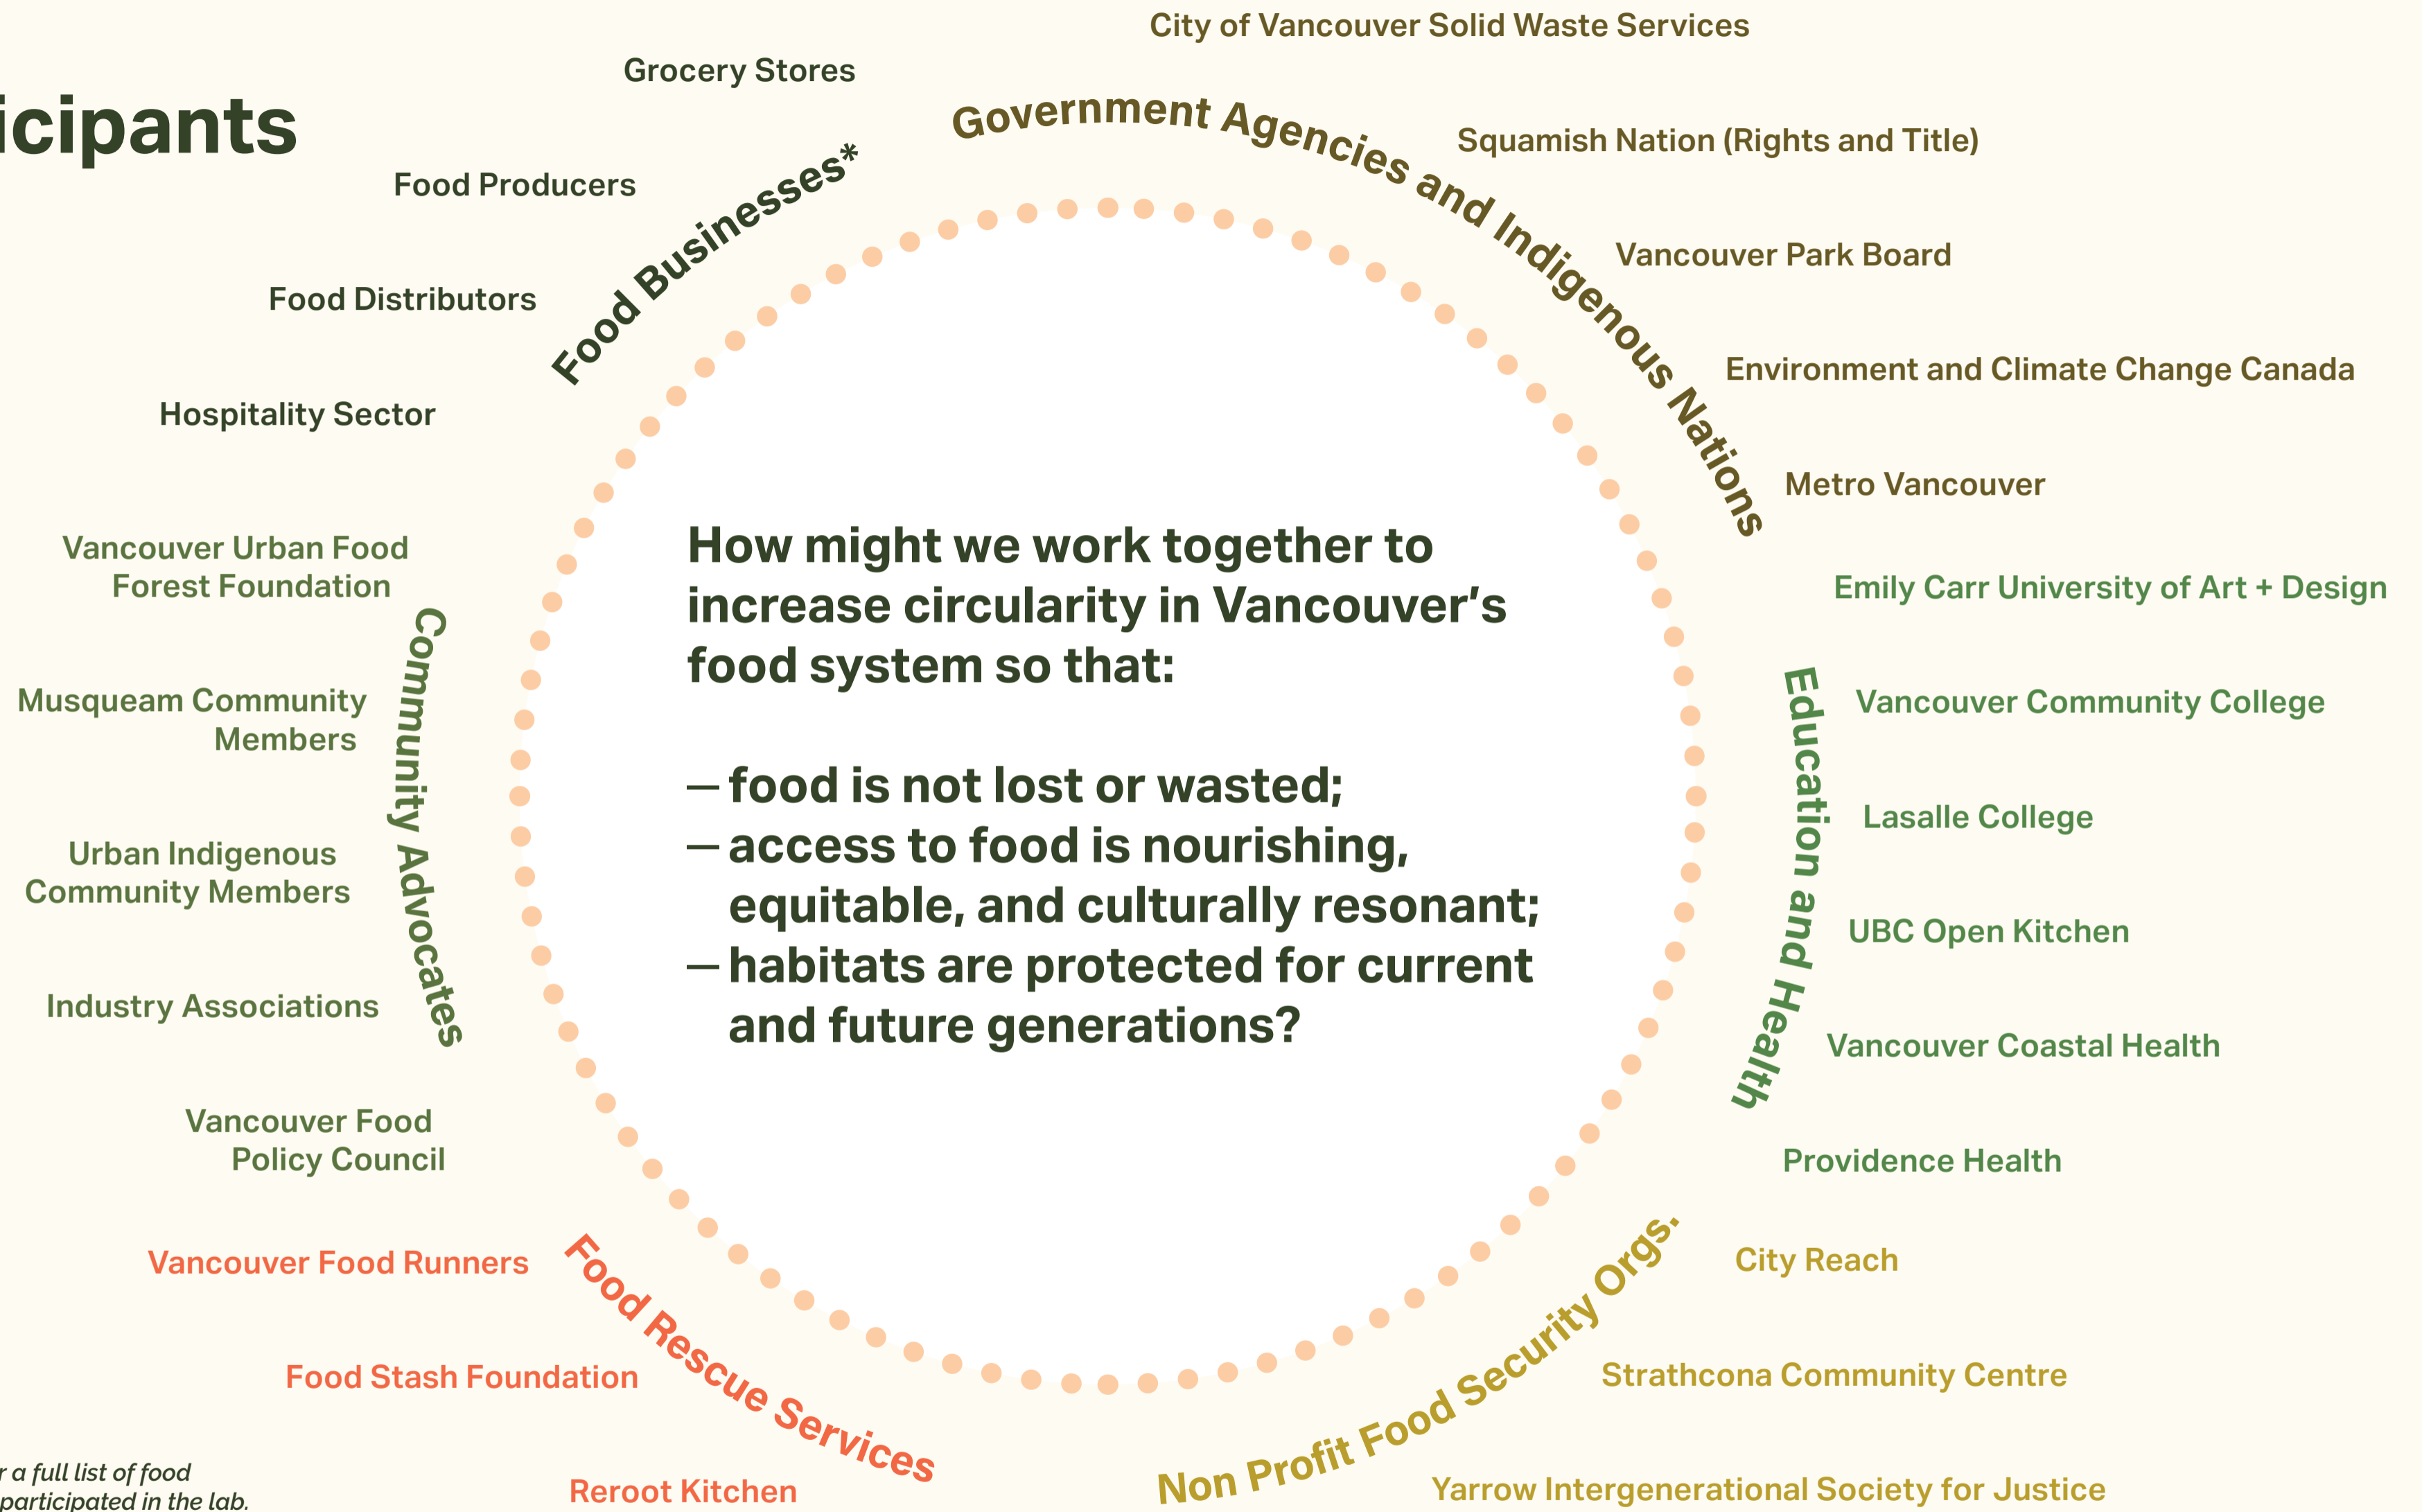 icipants
Food Businesses*
Grocery Stores
Food Producers
Food Distributors
Hospitality Sector
Government Agencies and Indigenous Nations
City of Vancouver Solid Waste Services
Squamish Nation (Rights and Title)
Vancouver Park Board
Environment and Climate Change Canada
Metro Vancouver
Community Advocates
Vancouver Urban Food
Forest Foundation
Musqueam Community
Members
Urban Indigenous
Community Members
Industry Associations
Vancouver Food
Policy Council
How might we work together to
increase circularity in Vancouver’s
food system so that:
— food is not lost or wasted;
— access to food is nourishing,
equitable, and culturally resonant;
— habitats are protected for current
and future generations?
Education and Health
Emily Carr University of Art + Design
Vancouver Community College
Lasalle College
UBC Open Kitchen
Vancouver Coastal Health
Providence Health
Food Rescue Services
Vancouver Food Runners
Food Stash Foundation
Reroot Kitchen
Non Profit Food Security Orgs.
City Reach
Strathcona Community Centre
Yarrow Intergenerational Society for Justice
r a full list of food
participated in the lab.